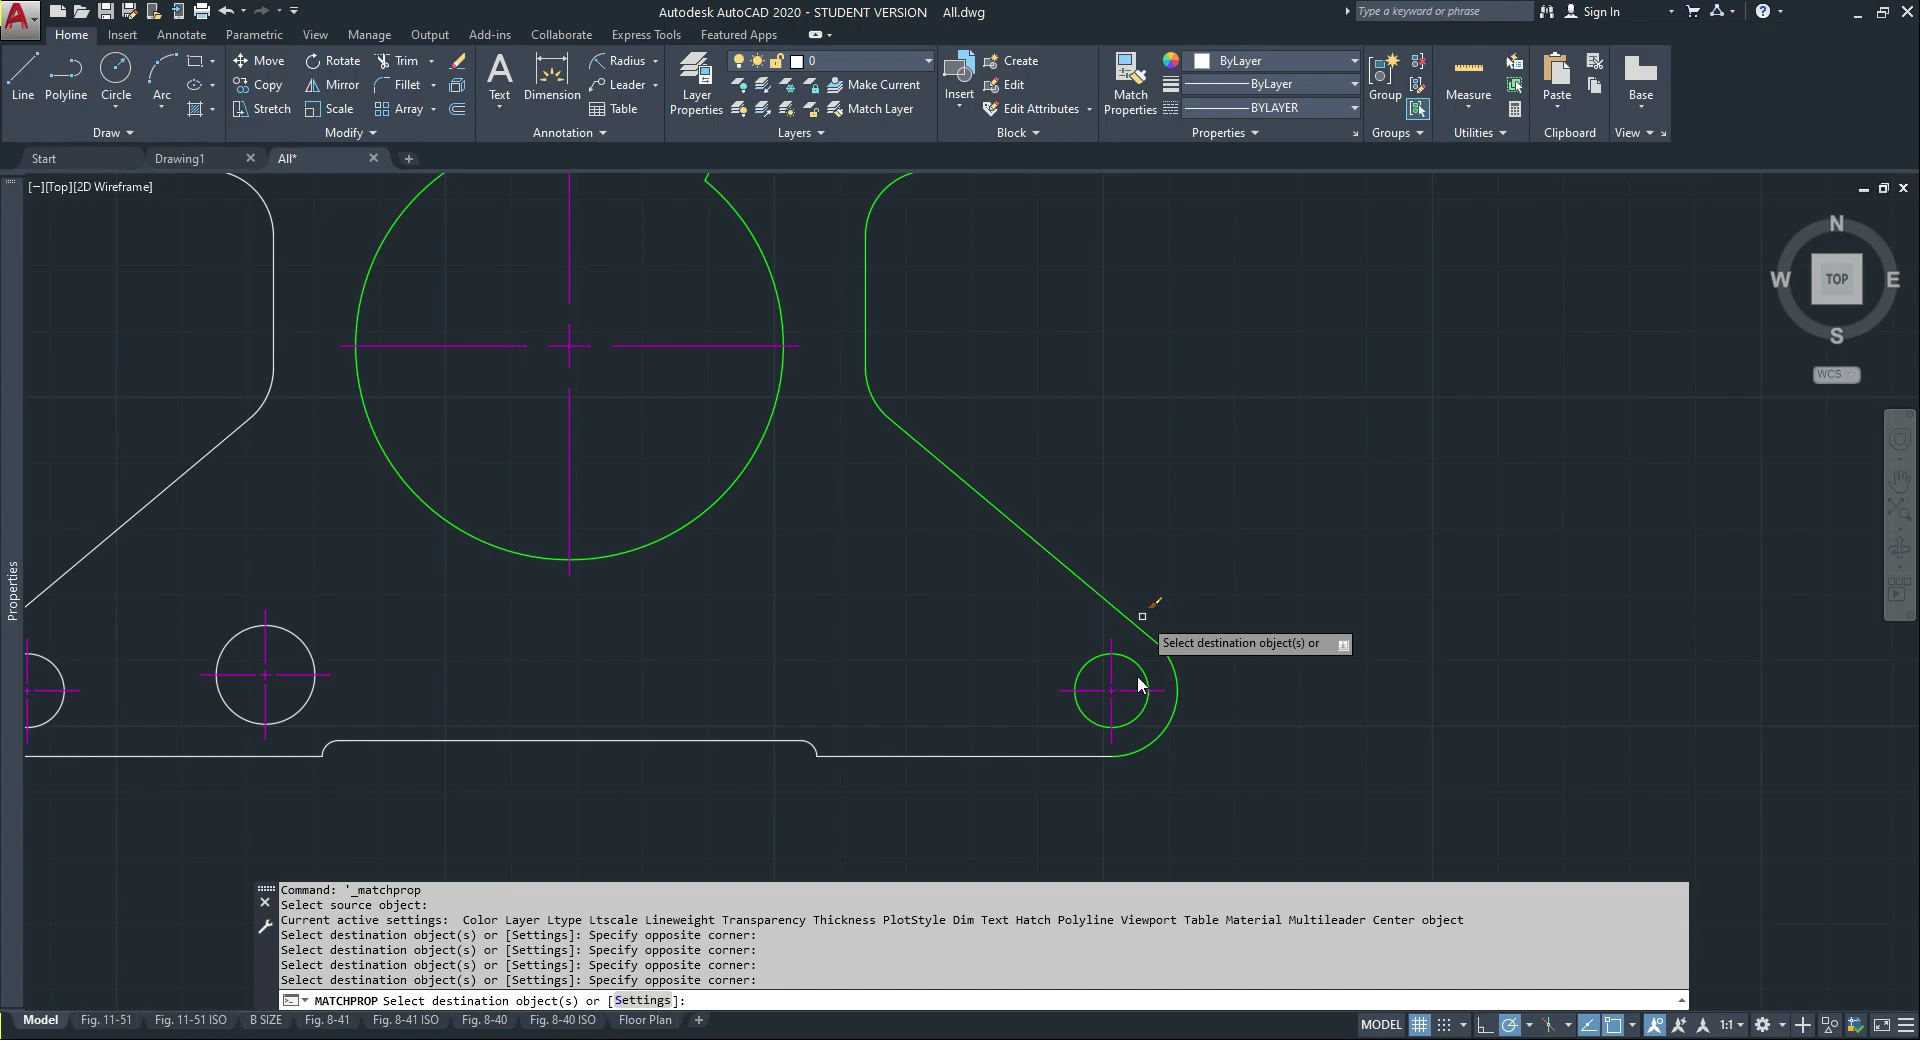 Autodesk AutoCAD 2020 - STUDENT VERSION All.dwg
Type a keyword or phrase
Sign In
Home Insert Annotate Parametric View Manage Output Add-ins Collaborate Express Tools Featured Apps
Line Polyline Circle Arc
Draw
Move Rotate Trim
Copy Mirror Fillet
Stretch Scale Array
Modify
Text Dimension
Radius
Leader
Table
Annotation
Layer Properties
0
Make Current
Match Layer
Layers
Insert
Create
Edit
Edit Attributes
Block
Match Properties
ByLayer
ByLayer
BYLAYER
Properties
Group
Groups
Measure
Utilities
Paste
Clipboard
Base
View
Start Drawing1 All*
[−][Top][2D Wireframe]
N
W TOP E
S
WCS
Properties
Select destination object(s) or
Command: '_matchprop
Select source object:
Current active settings:  Color Layer Ltype Ltscale Lineweight Transparency Thickness PlotStyle Dim Text Hatch Polyline Viewport Table Material Multileader Center object
Select destination object(s) or [Settings]: Specify opposite corner:
Select destination object(s) or [Settings]: Specify opposite corner:
Select destination object(s) or [Settings]: Specify opposite corner:
Select destination object(s) or [Settings]: Specify opposite corner:
MATCHPROP Select destination object(s) or [Settings]:
Model Fig. 11-51 Fig. 11-51 ISO B SIZE Fig. 8-41 Fig. 8-41 ISO Fig. 8-40 Fig. 8-40 ISO Floor Plan
MODEL 1:1